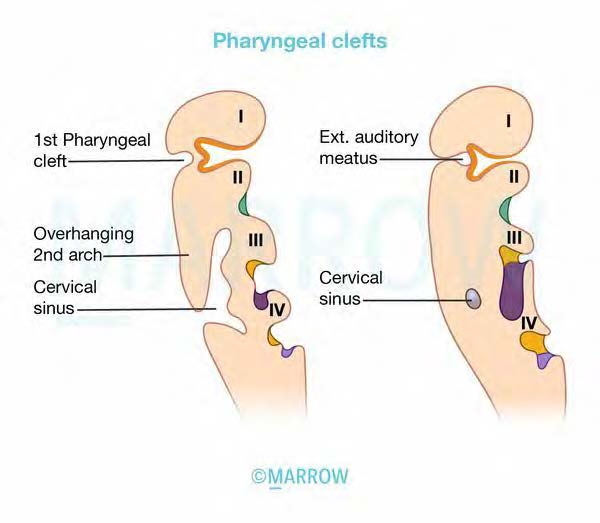 Pharyngeal clefts
1st Pharyngeal
cleft
Overhanging
2nd arch
Cervical
sinus
I
II
III
IV
Ext. auditory
meatus
Cervical
sinus
I
II
III
IV
MARROW
©MARROW